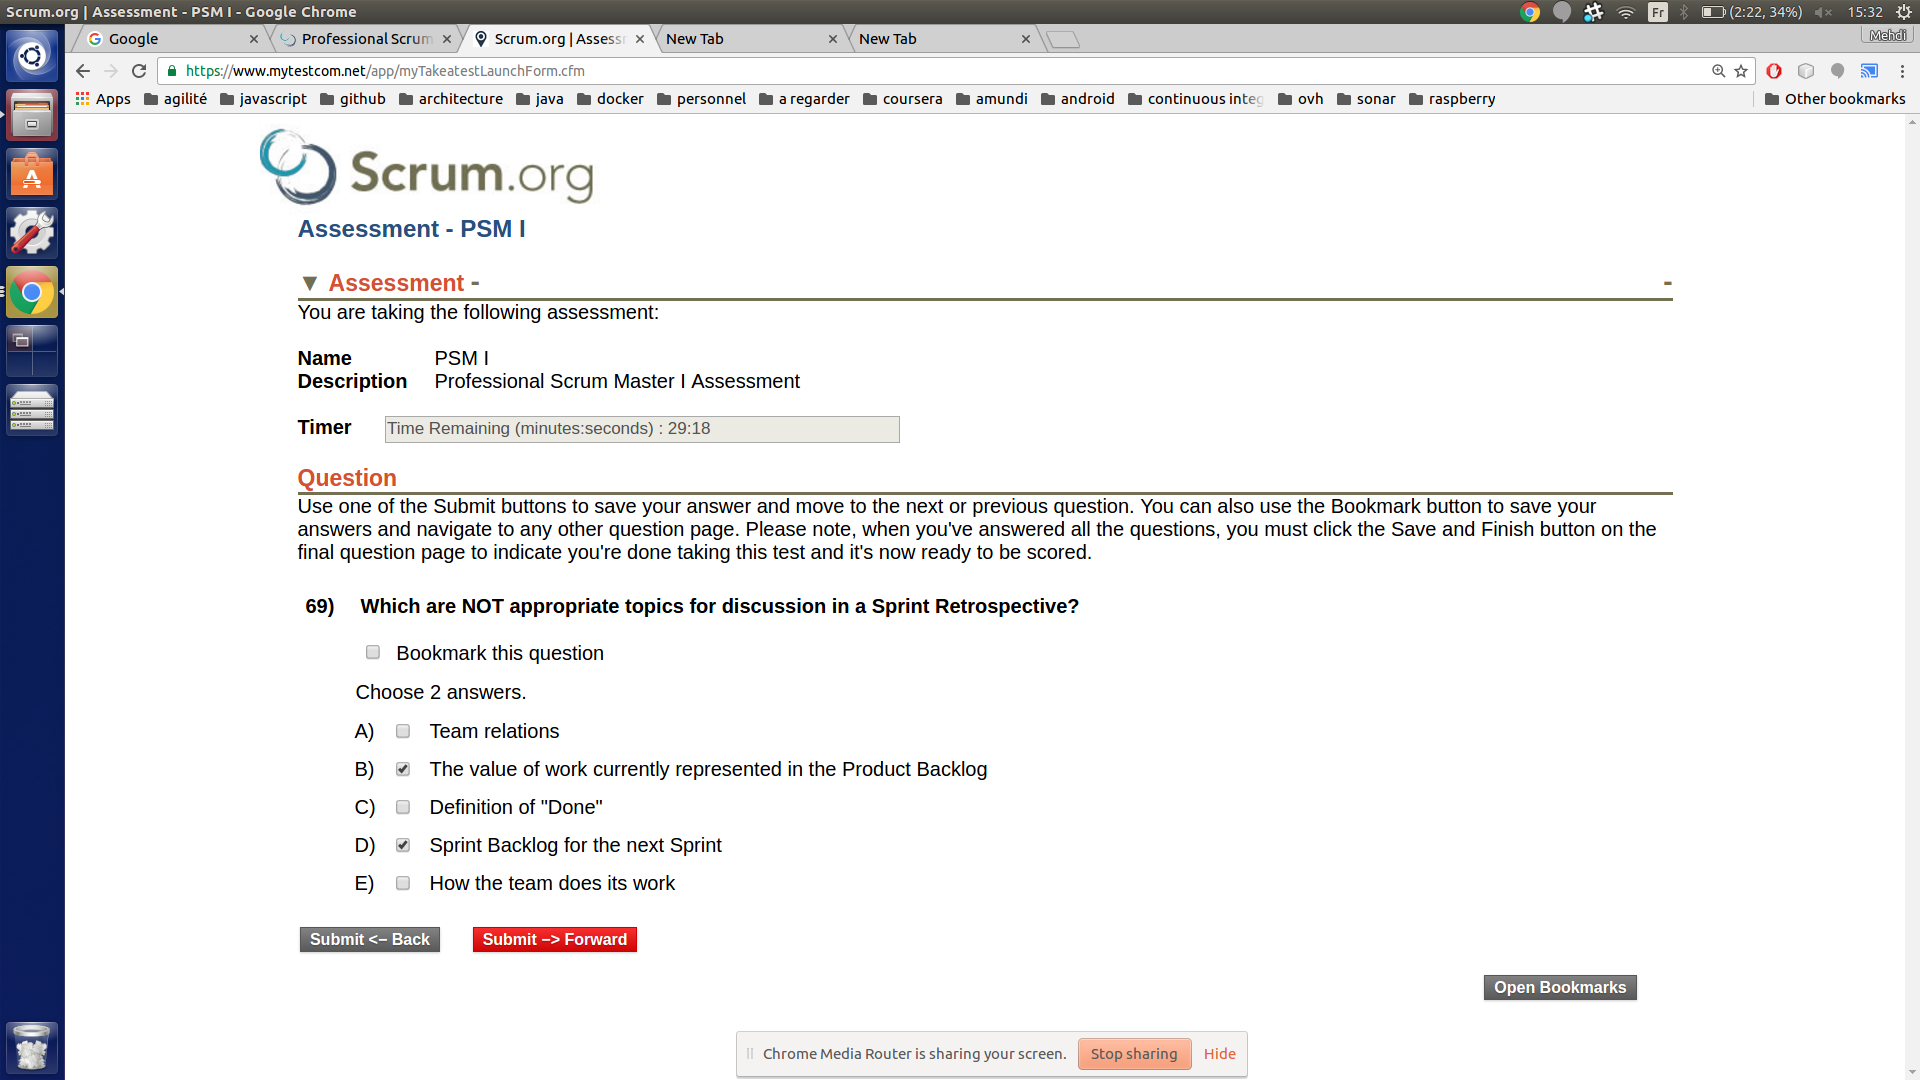 Scrum.org | Assessment - PSM I - Google Chrome
Fr
(2:22, 34%)
15:32
Google
Professional Scrum
Scrum.org | Assess
New Tab
New Tab
Mehdi
https://www.mytestcom.net/app/myTakeatestLaunchForm.cfm
Apps agilité javascript github architecture java docker personnel a regarder coursera amundi android continuous integ ovh sonar raspberry Other bookmarks
Scrum.org
Assessment - PSM I
▼ Assessment - -
You are taking the following assessment:
Name PSM I
Description Professional Scrum Master I Assessment
Timer Time Remaining (minutes:seconds) : 29:18
Question
Use one of the Submit buttons to save your answer and move to the next or previous question. You can also use the Bookmark button to save your
answers and navigate to any other question page. Please note, when you've answered all the questions, you must click the Save and Finish button on the
final question page to indicate you're done taking this test and it's now ready to be scored.
69) Which are NOT appropriate topics for discussion in a Sprint Retrospective?
Bookmark this question
Choose 2 answers.
A) Team relations
B) The value of work currently represented in the Product Backlog
C) Definition of "Done"
D) Sprint Backlog for the next Sprint
E) How the team does its work
Submit <– Back Submit –> Forward
Open Bookmarks
Chrome Media Router is sharing your screen. Stop sharing Hide